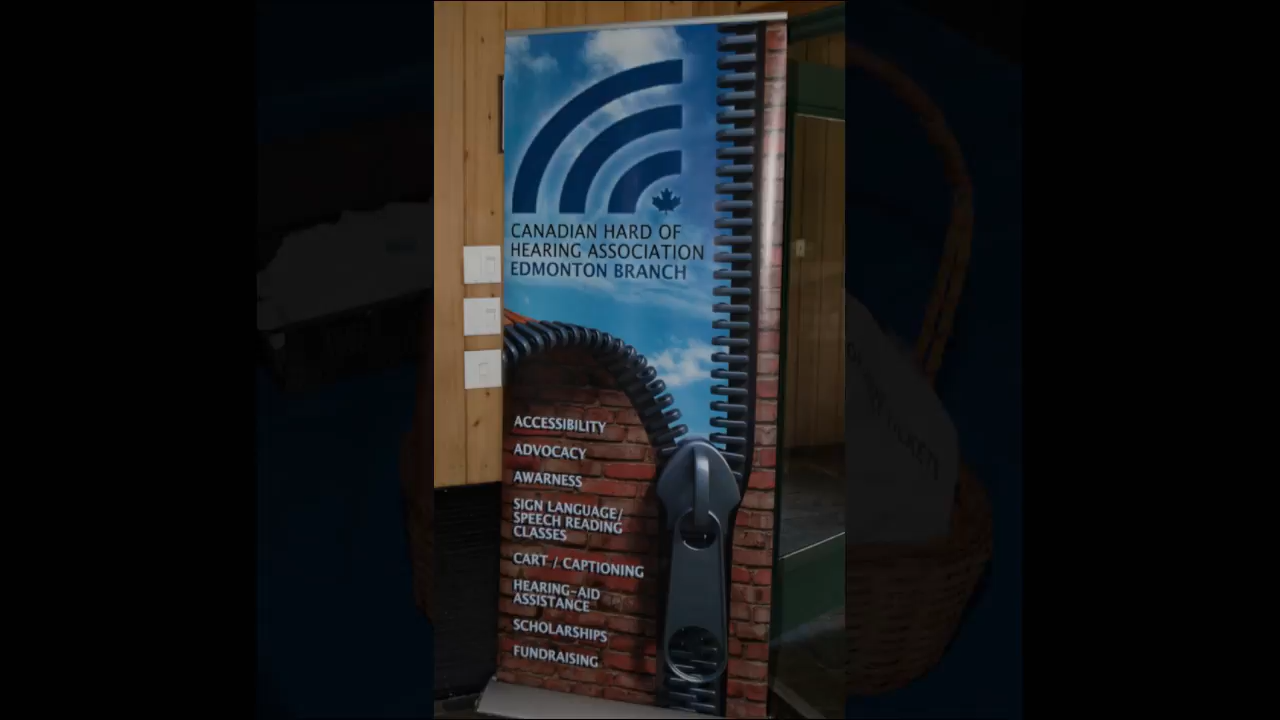 CANADIAN HARD OF
HEARING ASSOCIATION
EDMONTON BRANCH
ACCESSIBILITY
ADVOCACY
AWARNESS
SIGN LANGUAGE/
SPEECH READING
CLASSES
CART / CAPTIONING
HEARING-AID
ASSISTANCE
SCHOLARSHIPS
FUNDRAISING